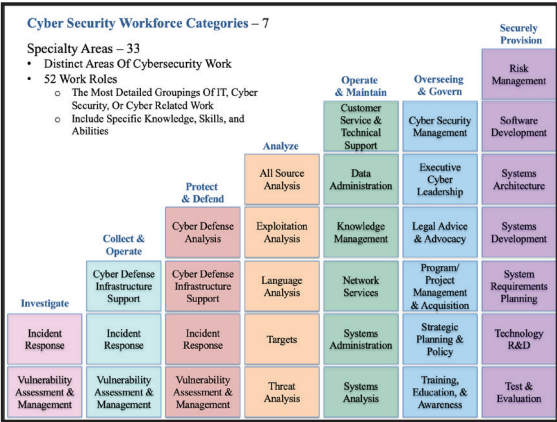 Cyber Security Workforce Categories – 7
Specialty Areas – 33
• Distinct Areas Of Cybersecurity Work
• 52 Work Roles
o The Most Detailed Groupings Of IT, Cyber
Security, Or Cyber Related Work
o Include Specific Knowledge, Skills, and
Abilities
Investigate
Incident
Response
Vulnerability
Assessment &
Management
Collect &
Operate
Cyber Defense
Infrastructure
Support
Incident
Response
Vulnerability
Assessment &
Management
Protect
& Defend
Cyber Defense
Analysis
Cyber Defense
Infrastructure
Support
Incident
Response
Vulnerability
Assessment &
Management
Analyze
All Source
Analysis
Exploitation
Analysis
Language
Analysis
Targets
Threat
Analysis
Operate
& Maintain
Customer
Service &
Technical
Support
Data
Administration
Knowledge
Management
Network
Services
Systems
Administration
Systems
Analysis
Overseeing
& Govern
Cyber Security
Management
Executive
Cyber
Leadership
Legal Advice
& Advocacy
Program/
Project
Management
& Acquisition
Strategic
Planning &
Policy
Training,
Education, &
Awareness
Securely
Provision
Risk
Management
Software
Development
Systems
Architecture
Systems
Development
System
Requirements
Planning
Technology
R&D
Test &
Evaluation